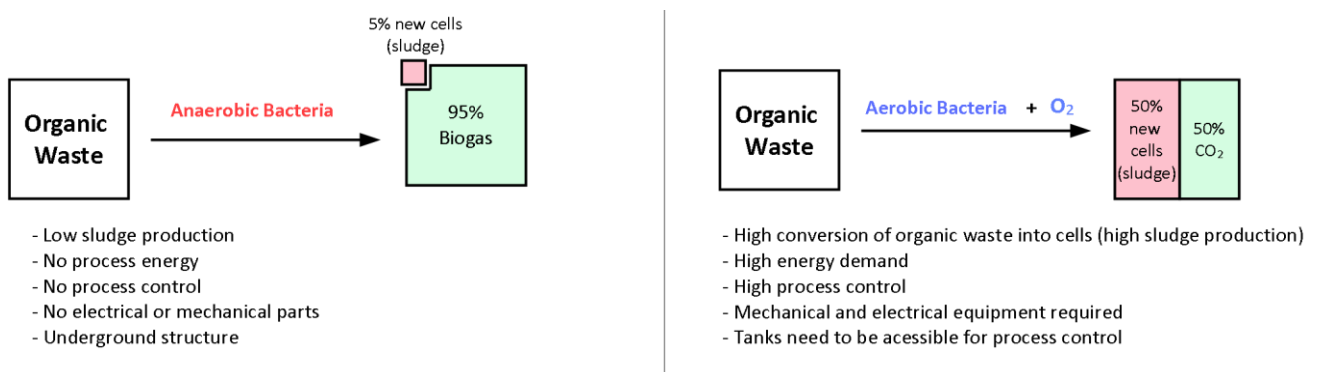 5% new cells
(sludge)
Organic
Waste
Anaerobic Bacteria
95%
Biogas
- Low sludge production
- No process energy
- No process control
- No electrical or mechanical parts
- Underground structure
Organic
Waste
Aerobic Bacteria + O₂
50%
new
cells
(sludge)
50%
CO₂
- High conversion of organic waste into cells (high sludge production)
- High energy demand
- High process control
- Mechanical and electrical equipment required
- Tanks need to be acessible for process control